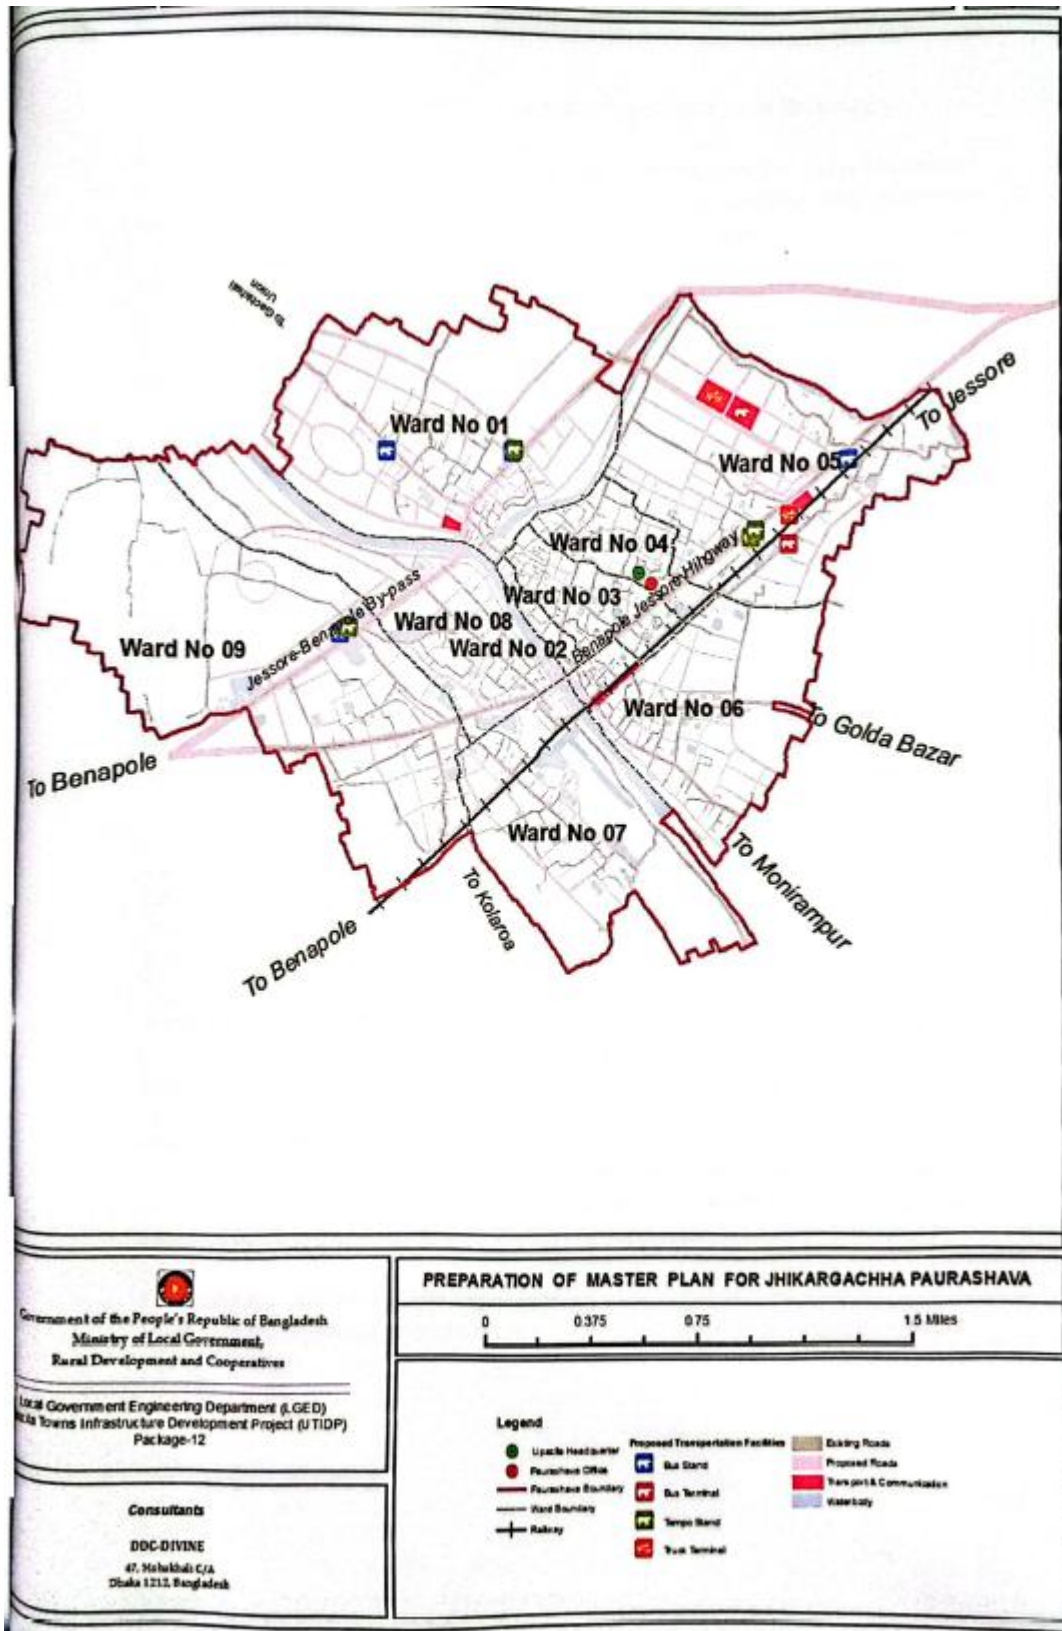 To Gadkhali
Union
To Jessore
Ward No 01
Ward No 05
Ward No 04
Benapole Jessore Hihgway
Ward No 03
Jessore-Benapole By-pass
Ward No 08
Ward No 02
Ward No 09
Ward No 06
To Golda Bazar
To Benapole
Ward No 07
To Monirampur
To Kolaroa
To Benapole
Government of the People's Republic of Bangladesh
Ministry of Local Government,
Rural Development and Cooperatives
Local Government Engineering Department (LGED)
Towns Infrastructure Development Project (UTIDP)
Package-12
Consultants
DDC-DIVINE
47, Mohakhali C/A
Dhaka 1212, Bangladesh
PREPARATION OF MASTER PLAN FOR JHIKARGACHHA PAURASHAVA
0 0.375 0.75 1.5 Miles
Legend
Upazila Headquarter
Paurashava Office
Paurashava Boundary
Ward Boundary
Railway
Proposed Transportation Facilities
Bus Stand
Bus Terminal
Tempo Stand
Truck Terminal
Existing Roads
Proposed Roads
Transport & Communication
Waterbody